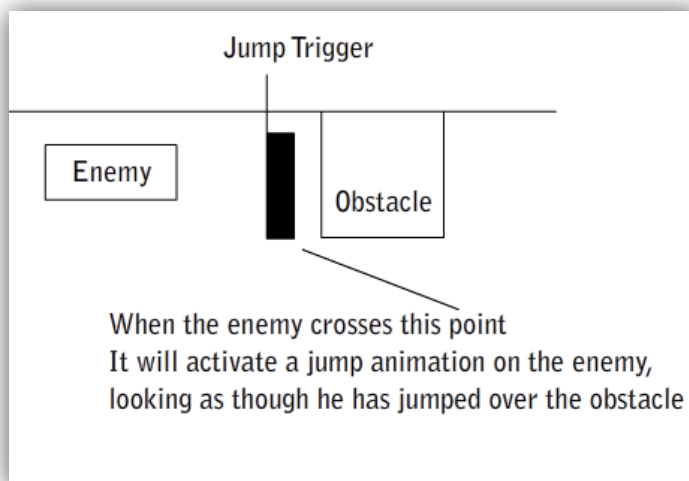 Jump Trigger
Enemy
Obstacle
When the enemy crosses this point
It will activate a jump animation on the enemy,
looking as though he has jumped over the obstacle